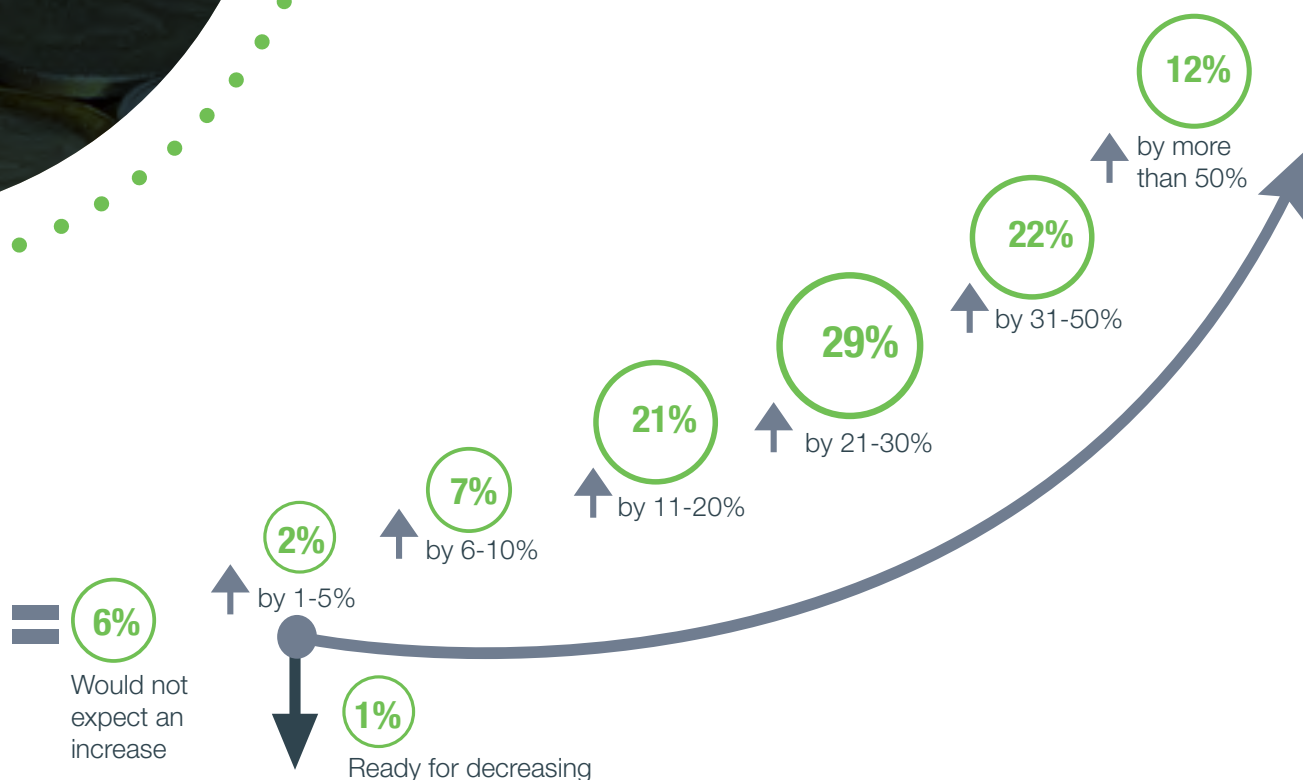 12%
by more
than 50%
22%
by 31-50%
29%
by 21-30%
21%
by 11-20%
7%
by 6-10%
2%
by 1-5%
6%
Would not
expect an
increase
1%
Ready for decreasing